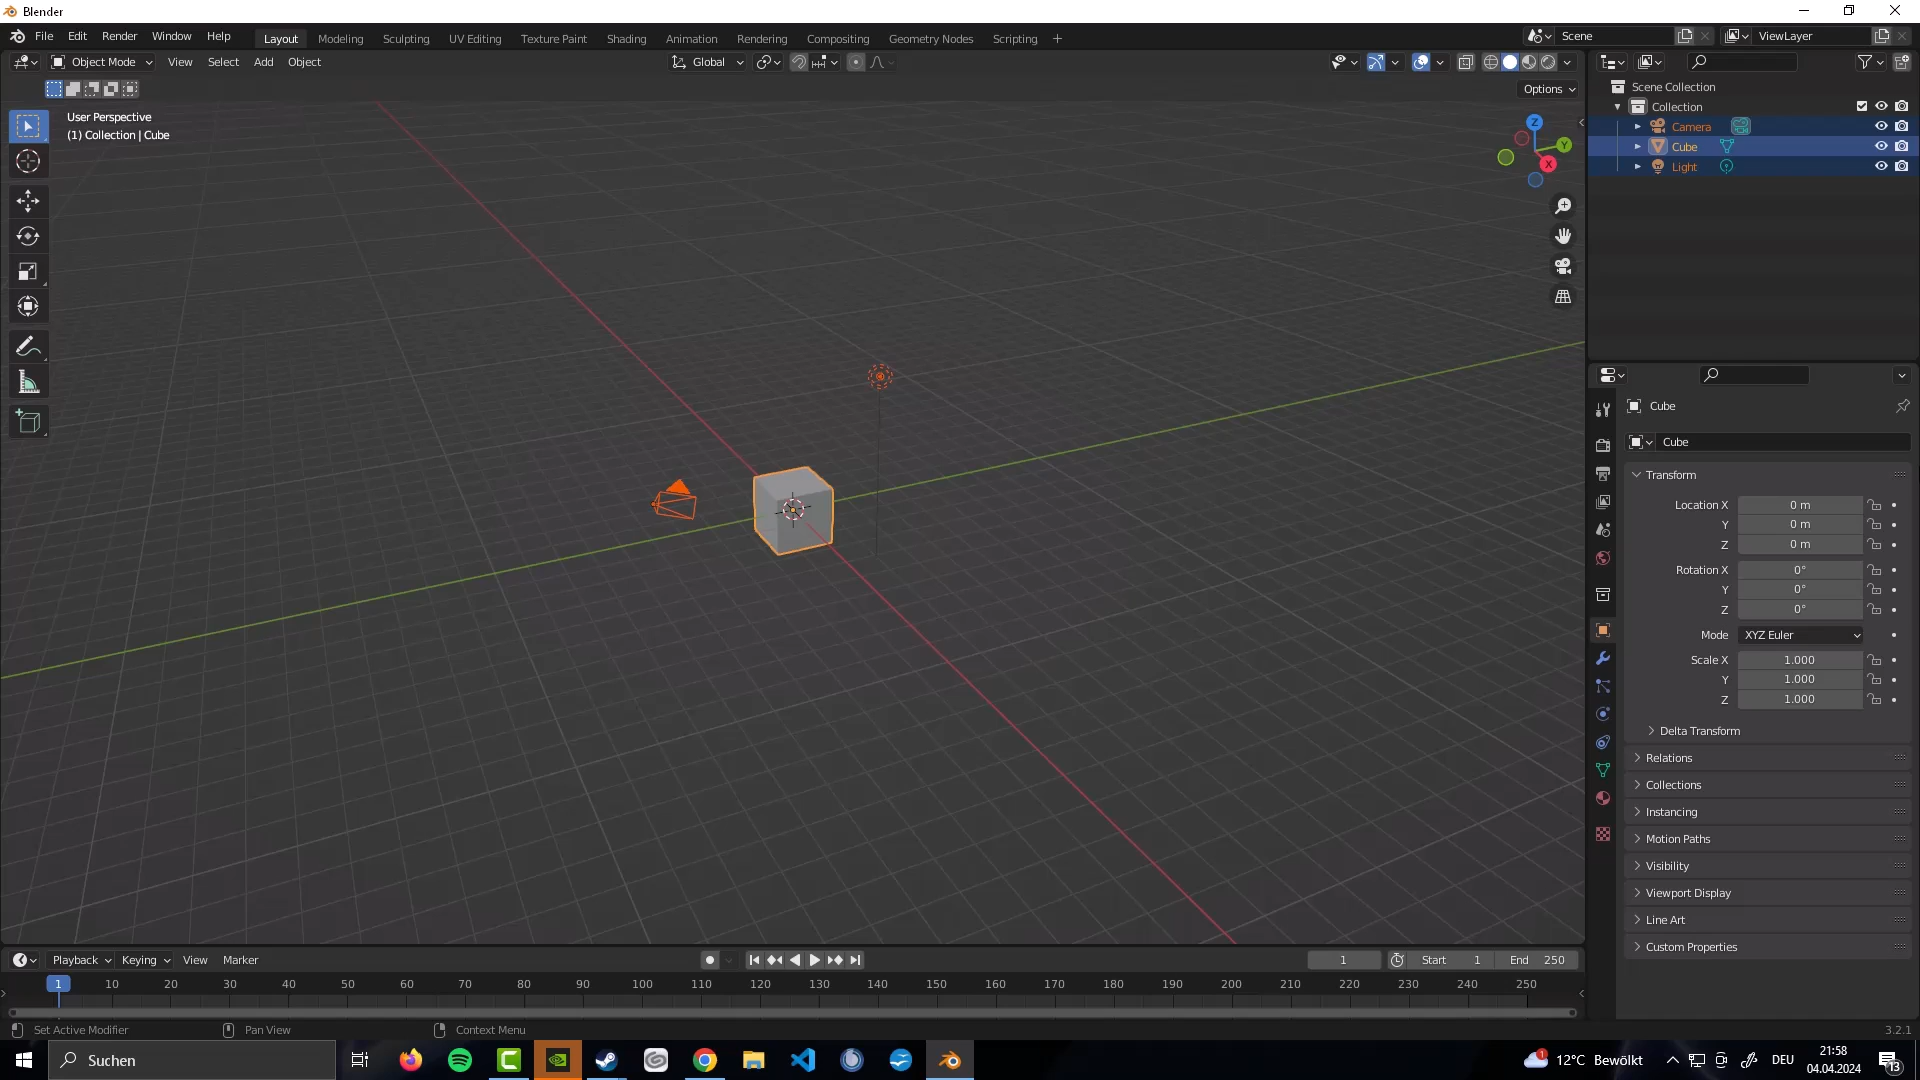 Blender
File Edit Render Window Help Layout Modeling Sculpting UV Editing Texture Paint Shading Animation Rendering Compositing Geometry Nodes Scripting + Scene ViewLayer
Object Mode View Select Add Object Global
Options
User Perspective
(1) Collection | Cube
Z
Y
X
Scene Collection
Collection
Camera
Cube
Light
Cube
Cube
Transform
Location X 0 m
Y 0 m
Z 0 m
Rotation X 0°
Y 0°
Z 0°
Mode XYZ Euler
Scale X 1.000
Y 1.000
Z 1.000
Delta Transform
Relations
Collections
Instancing
Motion Paths
Visibility
Viewport Display
Line Art
Custom Properties
Playback Keying View Marker 1 Start 1 End 250
1 10 20 30 40 50 60 70 80 90 100 110 120 130 140 150 160 170 180 190 200 210 220 230 240 250
Set Active Modifier Pan View Context Menu 3.2.1
Suchen 1 12°C Bewölkt DEU 21:58
04.04.2024 13